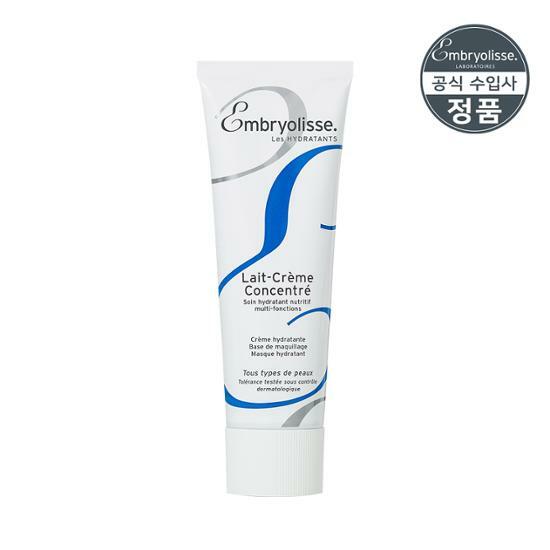 Embryolisse.
LABORATOIRES
공식 수입사
정품
Embryolisse.
Les HYDRATANTS
Lait-Crème
Concentré
Soin hydratant nutritif
multi-fonctions
Crème hydratante
Base de maquillage
Masque hydratant
Tous types de peaux
Tolérance testée sous contrôle
dermatologique